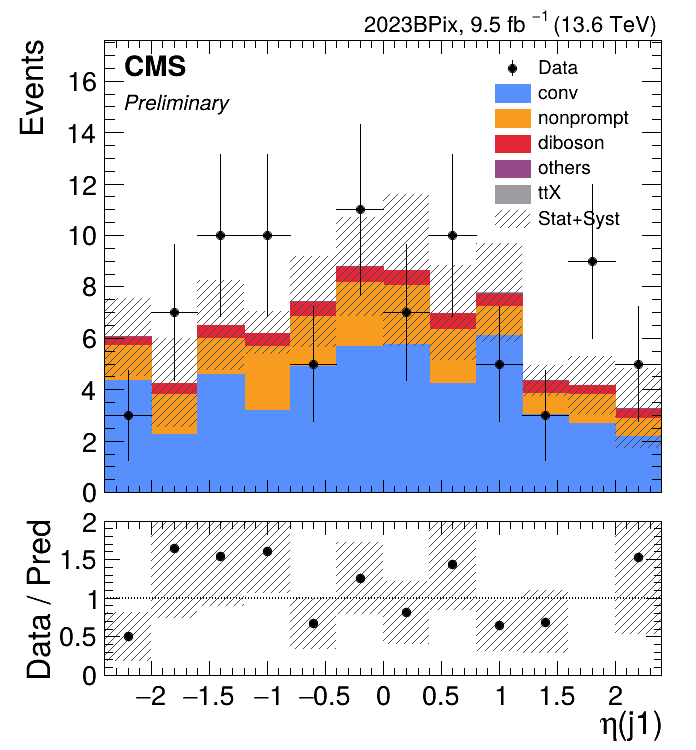 2023BPix, 9.5 fb⁻¹ (13.6 TeV)
Events
CMS
Preliminary
Data
conv
nonprompt
diboson
others
ttX
Stat+Syst
16
14
12
10
8
6
4
2
0
Data / Pred
2
1.5
1
0.5
0
−2 −1.5 −1 −0.5 0 0.5 1 1.5 2
η(j1)